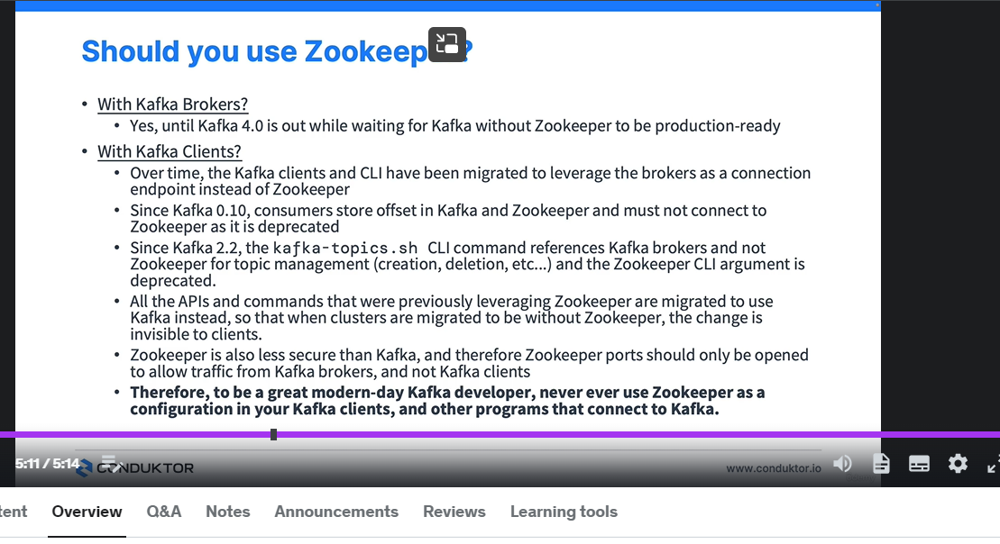 Should you use Zookeep ?
• With Kafka Brokers?
• Yes, until Kafka 4.0 is out while waiting for Kafka without Zookeeper to be production-ready
• With Kafka Clients?
• Over time, the Kafka clients and CLI have been migrated to leverage the brokers as a connection
endpoint instead of Zookeeper
• Since Kafka 0.10, consumers store offset in Kafka and Zookeeper and must not connect to
Zookeeper as it is deprecated
• Since Kafka 2.2, the kafka-topics.sh CLI command references Kafka brokers and not
Zookeeper for topic management (creation, deletion, etc...) and the Zookeeper CLI argument is
deprecated.
• All the APIs and commands that were previously leveraging Zookeeper are migrated to use
Kafka instead, so that when clusters are migrated to be without Zookeeper, the change is
invisible to clients.
• Zookeeper is also less secure than Kafka, and therefore Zookeeper ports should only be opened
to allow traffic from Kafka brokers, and not Kafka clients
• Therefore, to be a great modern-day Kafka developer, never ever use Zookeeper as a
configuration in your Kafka clients, and other programs that connect to Kafka.
5:11 / 5:14 CONDUKTOR www.conduktor.io
tent Overview Q&A Notes Announcements Reviews Learning tools